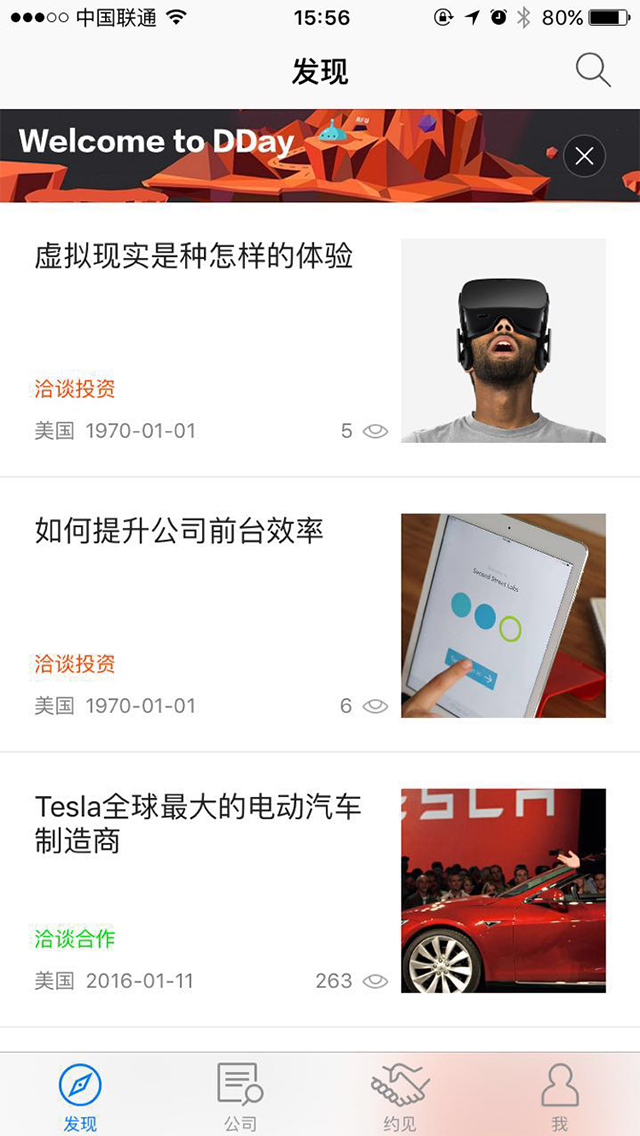 中国联通 15:56 80%
发现
RFU
Welcome to DDay
虚拟现实是种怎样的体验
洽谈投资
美国 1970-01-01 5
如何提升公司前台效率
Second Street Labs
洽谈投资
美国 1970-01-01 6
Tesla全球最大的电动汽车
制造商
TESLA
洽谈合作
美国 2016-01-11 263
发现 公司 约见 我